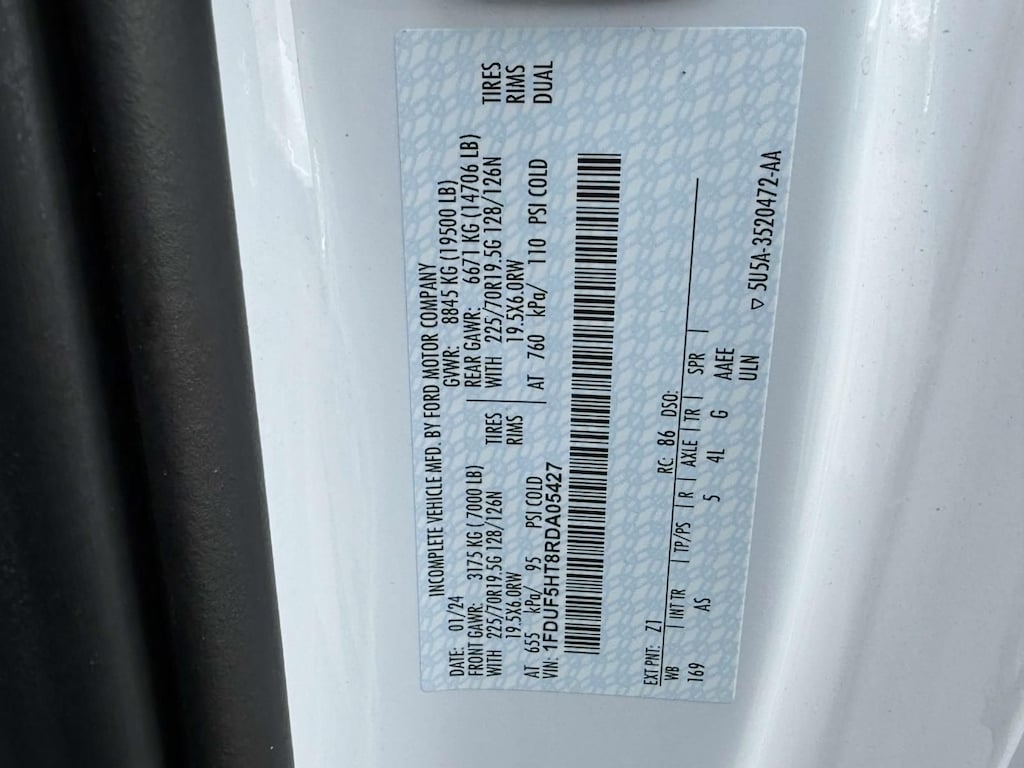 INCOMPLETE VEHICLE MFD. BY FORD MOTOR COMPANY
DATE: 01/24 GVWR: 8845 KG (19500 LB)
FRONT GAWR: 3175 KG (7000 LB) REAR GAWR: 6671 KG (14706 LB)
WITH 225/70R19.5G 128/126N TIRES WITH 225/70R19.5G 128/126N TIRES
19.5X6.0RW RIMS 19.5X6.0RW RIMS
AT 655 kPa/ 95 PSI COLD AT 760 kPa/ 110 PSI COLD DUAL
VIN: 1FDUF5HT8RDA05427
EXT PNT: Z1 RC: 86 DSO:
WB INT TR TP/PS R AXLE TR SPR
169 AS 5 4L G AAEE
ULN
▽ 5U5A-3520472-AA